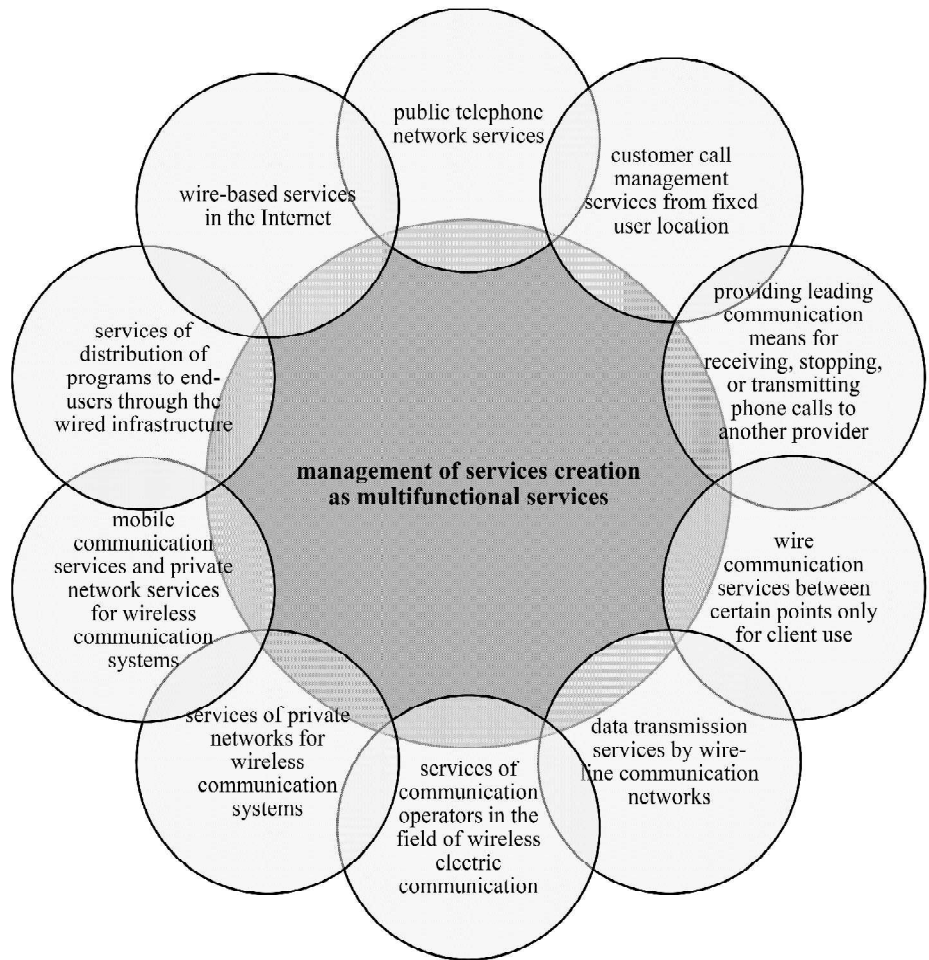 public telephone
network services
customer call
management
services from fixed
user location
providing leading
communication
means for
receiving, stopping,
or transmitting
phone calls to
another provider
wire
communication
services between
certain points only
for client use
data transmission
services by wire-
line communication
networks
services of
communication
operators in the
field of wireless
electric
communication
services of private
networks for
wireless
communication
systems
mobile
communication
services and private
network services
for wireless
communication
systems
services of
distribution of
programs to end-
users through the
wired infrastructure
wire-based services
in the Internet
management of services creation
as multifunctional services